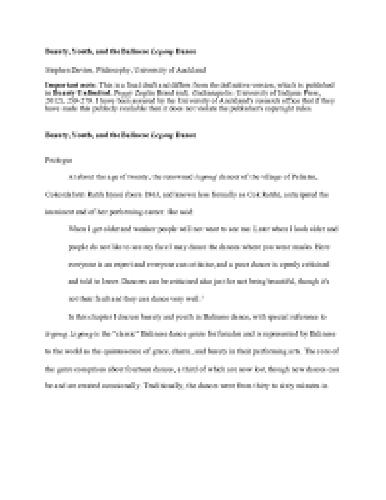 Beauty, Youth, and the Balinese Legong Dance
Stephen Davies, Philosophy, University of Auckland
Important note: This is a final draft and differs from the definitive version, which is published
in Beauty Unlimited, Peggy Zeglin Brand (ed). (Indianapolis: University of Indiana Press,
2012), 259-279. I have been assured by the University of Auckland's research office that if they
have made this publicly available then it does not violate the publisher's copyright rules.
Beauty, Youth, and the Balinese Legong Dance
Prologue
At about the age of twenty, the renowned legong dancer of the village of Peliatan,
Cokorda Istri Ratih Iriani (born 1943, and known less formally as Cok Ratih), anticipated the
imminent end of her performing career. She said:
When I get older and weaker people will not want to see me. Later when I look older and
people do not like to see my face I may dance the dances where you wear masks. Here
everyone is an expert and everyone can criticize, and a poor dancer is openly criticized
and told to leave. Dancers can be criticized also just for not being beautiful, though it's
not their fault and they can dance very well.
In this chapter I discuss beauty and youth in Balinese dance, with special reference to
legong. Legong is the "classic" Balinese dance genre for females and is represented by Balinese
to the world as the quintessence of grace, charm, and beauty in their performing arts. The core of
the genre comprises about fourteen dances, a third of which are now lost, though new dances can
be and are created occasionally. Traditionally, the dances were from thirty to sixty minutes in